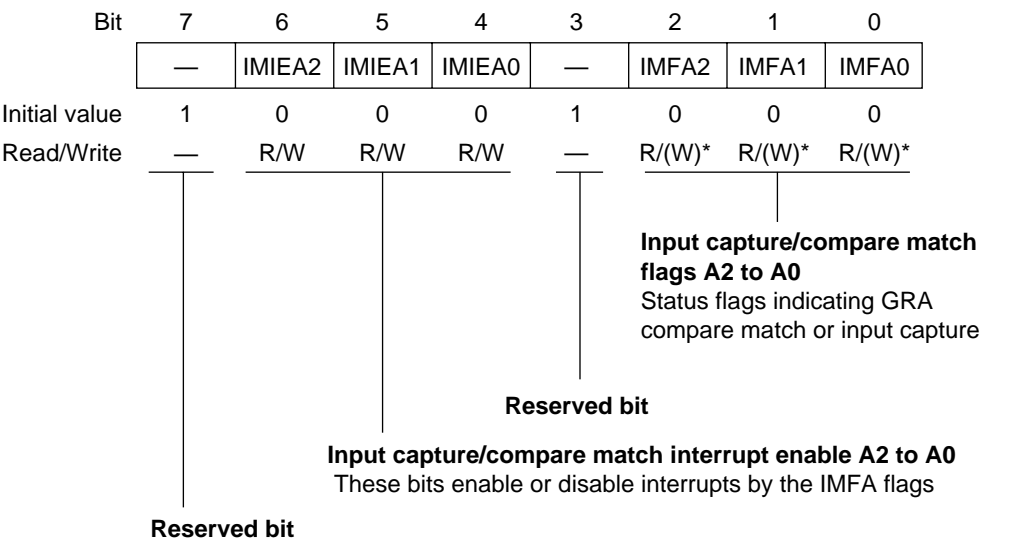 Bit 7 6 5 4 3 2 1 0
— IMIEA2 IMIEA1 IMIEA0 — IMFA2 IMFA1 IMFA0
Initial value 1 0 0 0 1 0 0 0
Read/Write — R/W R/W R/W — R/(W)* R/(W)* R/(W)*
Input capture/compare match
flags A2 to A0
Status flags indicating GRA
compare match or input capture
Reserved bit
Input capture/compare match interrupt enable A2 to A0
These bits enable or disable interrupts by the IMFA flags
Reserved bit